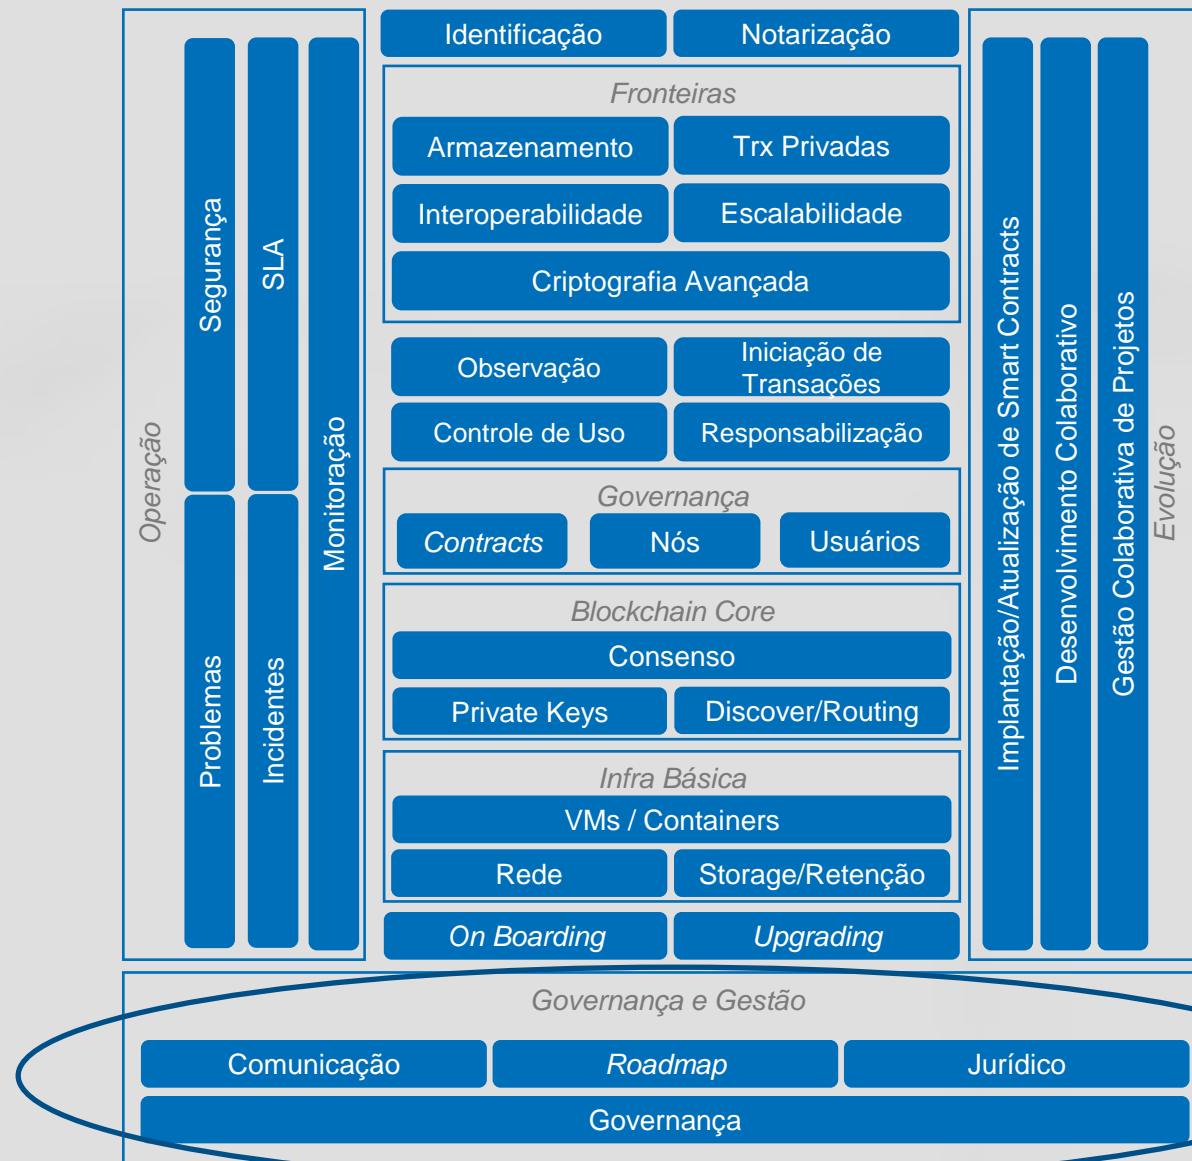 Identificação
Notarização
Operação
Segurança
SLA
Monitoração
Problemas
Incidentes
Fronteiras
Armazenamento
Trx Privadas
Interoperabilidade
Escalabilidade
Criptografia Avançada
Observação
Iniciação de
Transações
Controle de Uso
Responsabilização
Governança
Contracts
Nós
Usuários
Blockchain Core
Consenso
Private Keys
Discover/Routing
Infra Básica
VMs / Containers
Rede
Storage/Retenção
On Boarding
Upgrading
Implantação/Atualização de Smart Contracts
Desenvolvimento Colaborativo
Gestão Colaborativa de Projetos
Evolução
Governança e Gestão
Comunicação
Roadmap
Jurídico
Governança